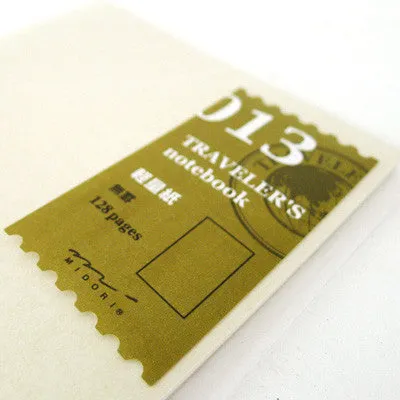 013
TRAVELER'S
notebook
軽量紙
無罫
128 pages
MIDORI®